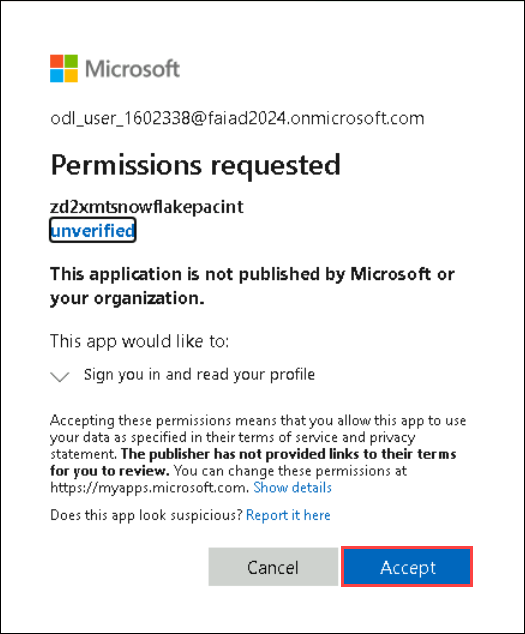 Microsoft
odl_user_1602338@faiad2024.onmicrosoft.com
Permissions requested
zd2xmtsnowflakepacint
unverified
This application is not published by Microsoft or
your organization.
This app would like to:
Sign you in and read your profile
Accepting these permissions means that you allow this app to use
your data as specified in their terms of service and privacy
statement. The publisher has not provided links to their terms
for you to review. You can change these permissions at
https://myapps.microsoft.com. Show details
Does this app look suspicious? Report it here
Cancel
Accept